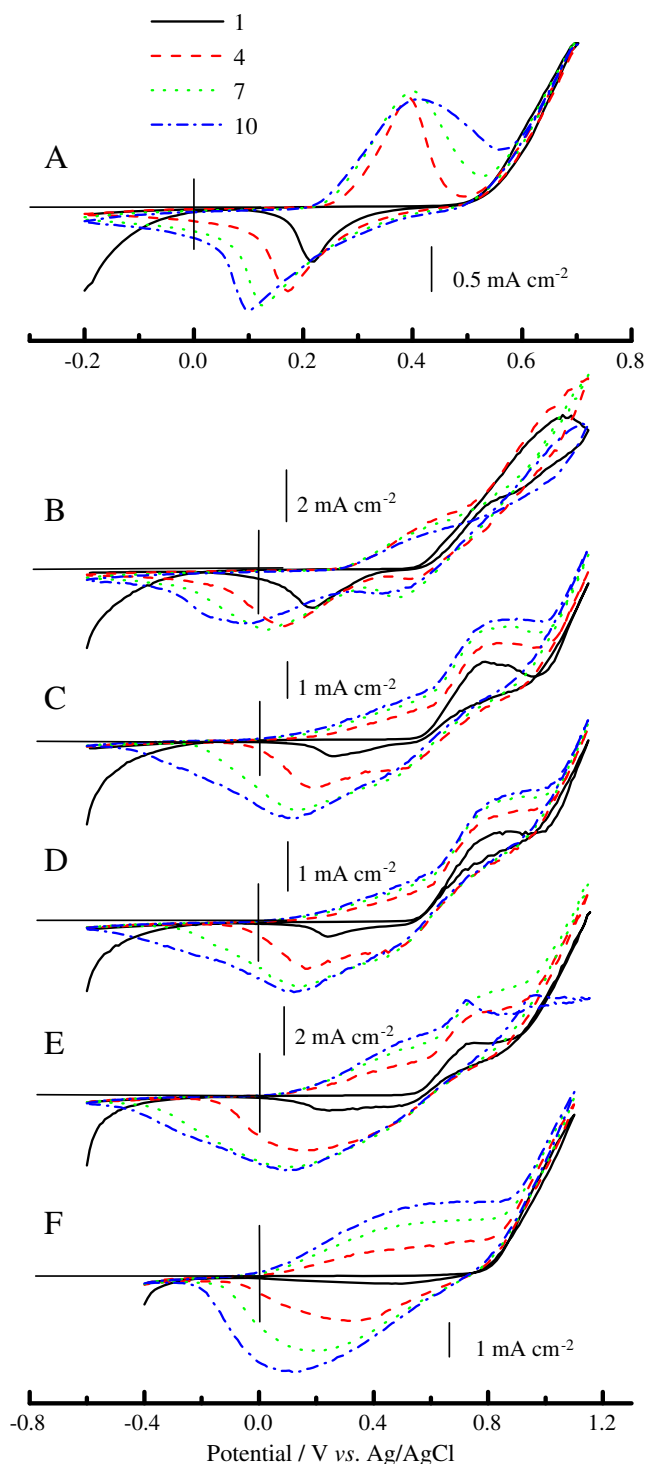 1
4
7
10
A
0.5 mA cm-2
-0.2 0.0 0.2 0.4 0.6 0.8
B
2 mA cm-2
C
1 mA cm-2
D
1 mA cm-2
E
2 mA cm-2
F
1 mA cm-2
-0.8 -0.4 0.0 0.4 0.8 1.2
Potential / V vs. Ag/AgCl